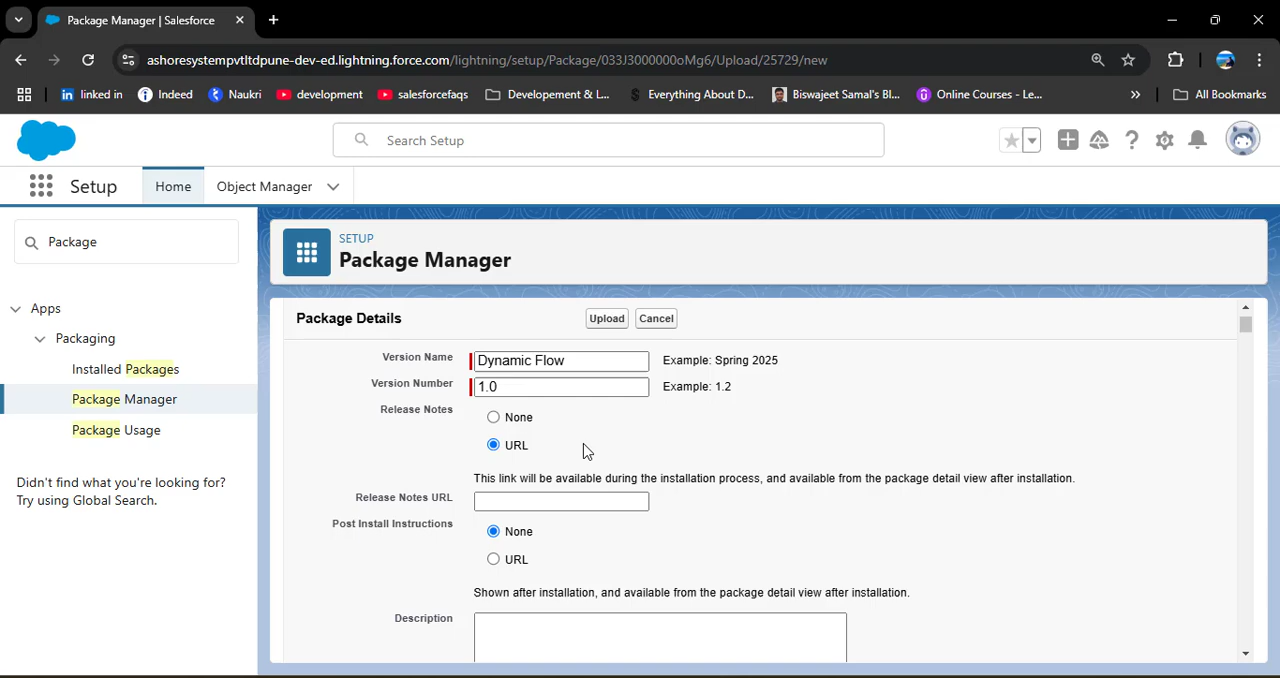 Package Manager | Salesforce
ashoresystempvtltdpune-dev-ed.lightning.force.com/lightning/setup/Package/033J3000000oMg6/Upload/25729/new
linked in
Indeed
Naukri
development
salesforcefaqs
Developement & L...
Everything About D...
Biswajeet Samal's Bl...
Online Courses - Le...
All Bookmarks
Search Setup
Setup
Home
Object Manager
Package
SETUP
Package Manager
Apps
Packaging
Installed Packages
Package Manager
Package Usage
Didn't find what you're looking for?
Try using Global Search.
Package Details
Upload
Cancel
Version Name
Dynamic Flow
Example: Spring 2025
Version Number
1.0
Example: 1.2
Release Notes
None
URL
This link will be available during the installation process, and available from the package detail view after installation.
Release Notes URL
Post Install Instructions
None
URL
Shown after installation, and available from the package detail view after installation.
Description